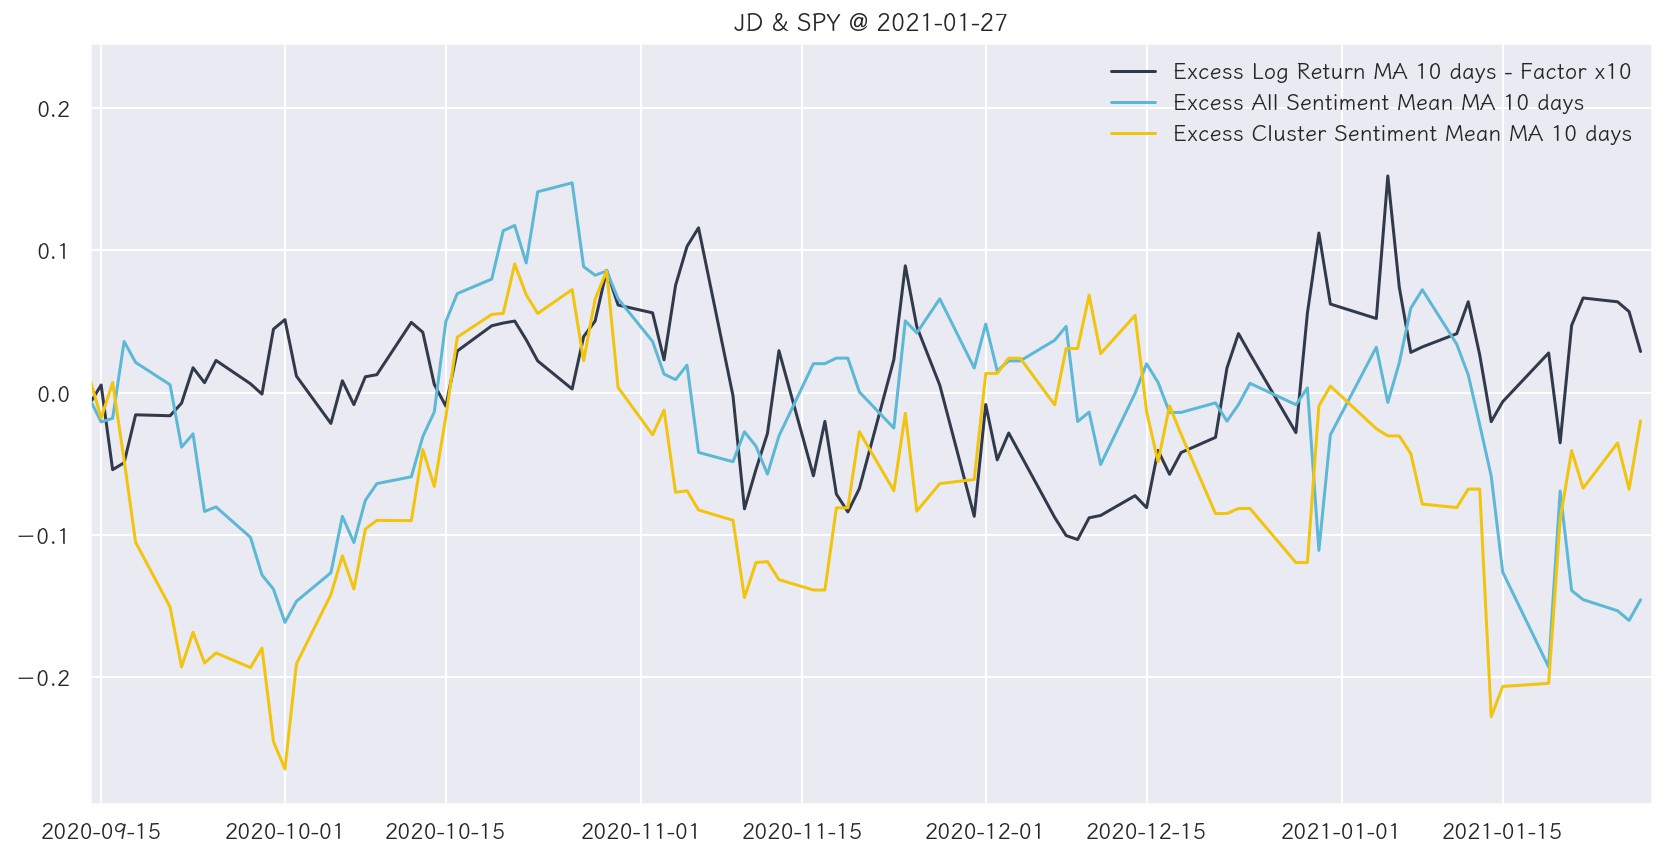 JD & SPY @ 2021-01-27
Excess Log Return MA 10 days - Factor x10
Excess All Sentiment Mean MA 10 days
Excess Cluster Sentiment Mean MA 10 days
0.2
0.1
0.0
−0.1
−0.2
2020-09-15 2020-10-01 2020-10-15 2020-11-01 2020-11-15 2020-12-01 2020-12-15 2021-01-01 2021-01-15